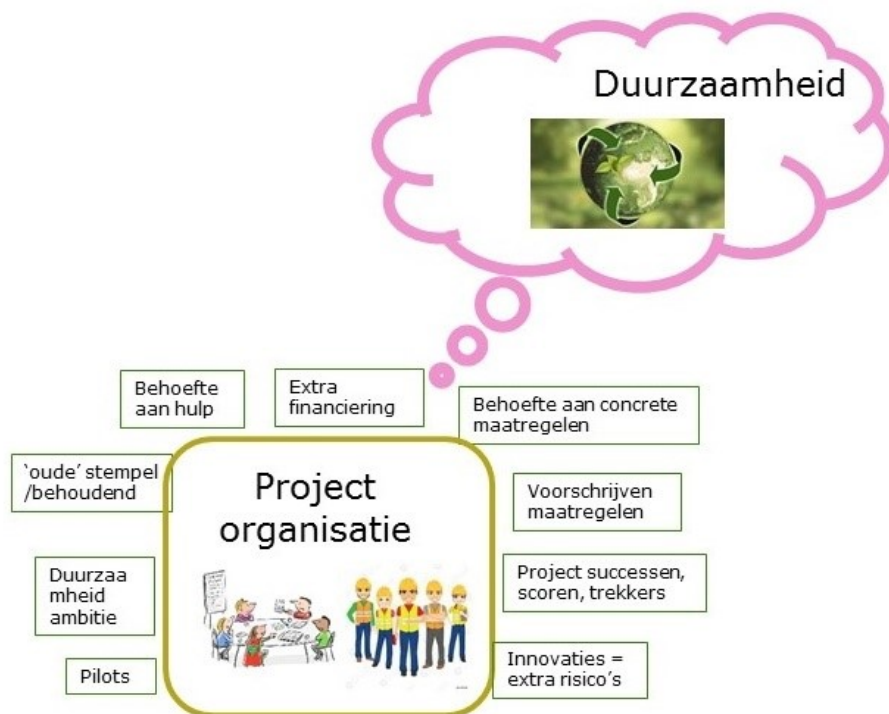 Duurzaamheid
Behoefte
aan hulp
Extra
financiering
Behoefte aan concrete
maatregelen
‘oude’ stempel
/behoudend
Project
organisatie
Voorschrijven
maatregelen
Duurzaa
mheid
ambitie
Project successen,
scoren, trekkers
Pilots
Innovaties =
extra risico’s